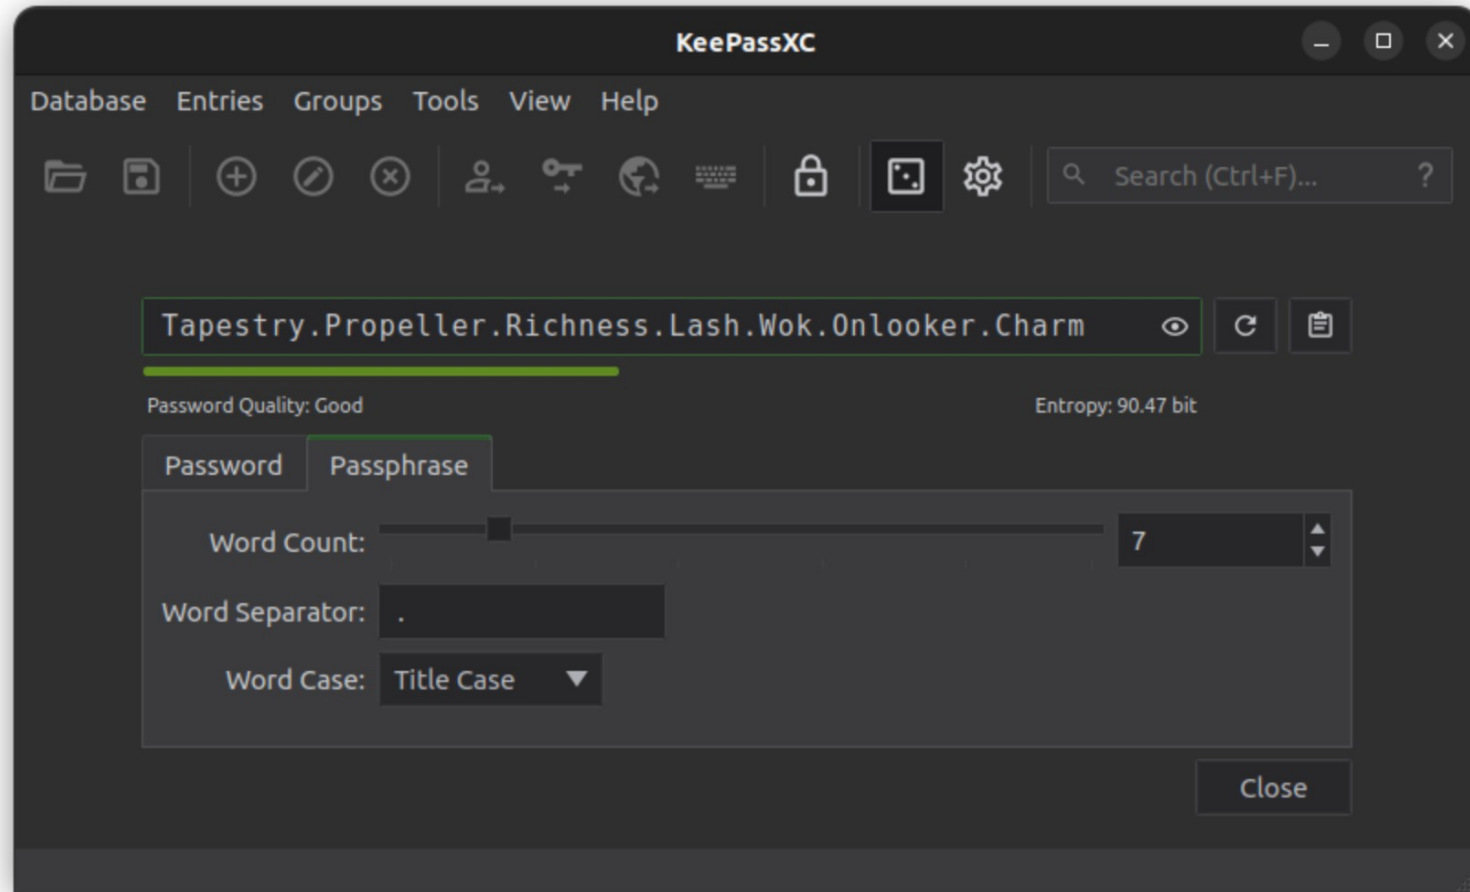 KeePassXC
Database Entries Groups Tools View Help
Search (Ctrl+F)... ?
Tapestry.Propeller.Richness.Lash.Wok.Onlooker.Charm
Password Quality: Good Entropy: 90.47 bit
Password Passphrase
Word Count: 7
Word Separator: .
Word Case: Title Case
Close